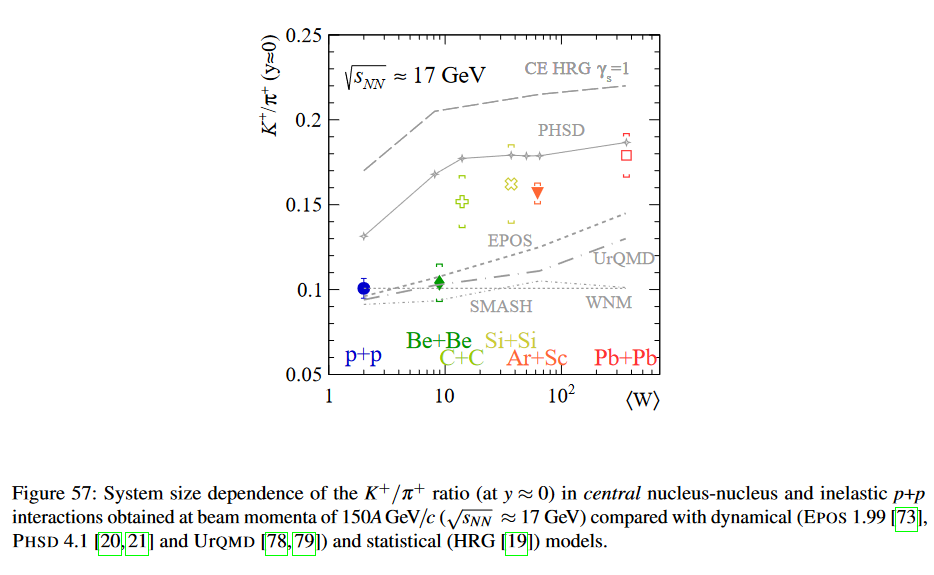 0.25
K⁺/π⁺ (y≈0)
√s_NN ≈ 17 GeV
CE HRG γ_s=1
0.2
PHSD
0.15
EPOS
UrQMD
0.1
SMASH
WNM
Be+Be Si+Si
p+p C+C Ar+Sc Pb+Pb
0.05
1 10 10² ⟨W⟩
Figure 57: System size dependence of the K⁺/π⁺ ratio (at y ≈ 0) in central nucleus-nucleus and inelastic p+p
interactions obtained at beam momenta of 150A GeV/c (√s_NN ≈ 17 GeV) compared with dynamical (EPOS 1.99 [73],
PHSD 4.1 [20,21] and URQMD [78,79]) and statistical (HRG [19]) models.